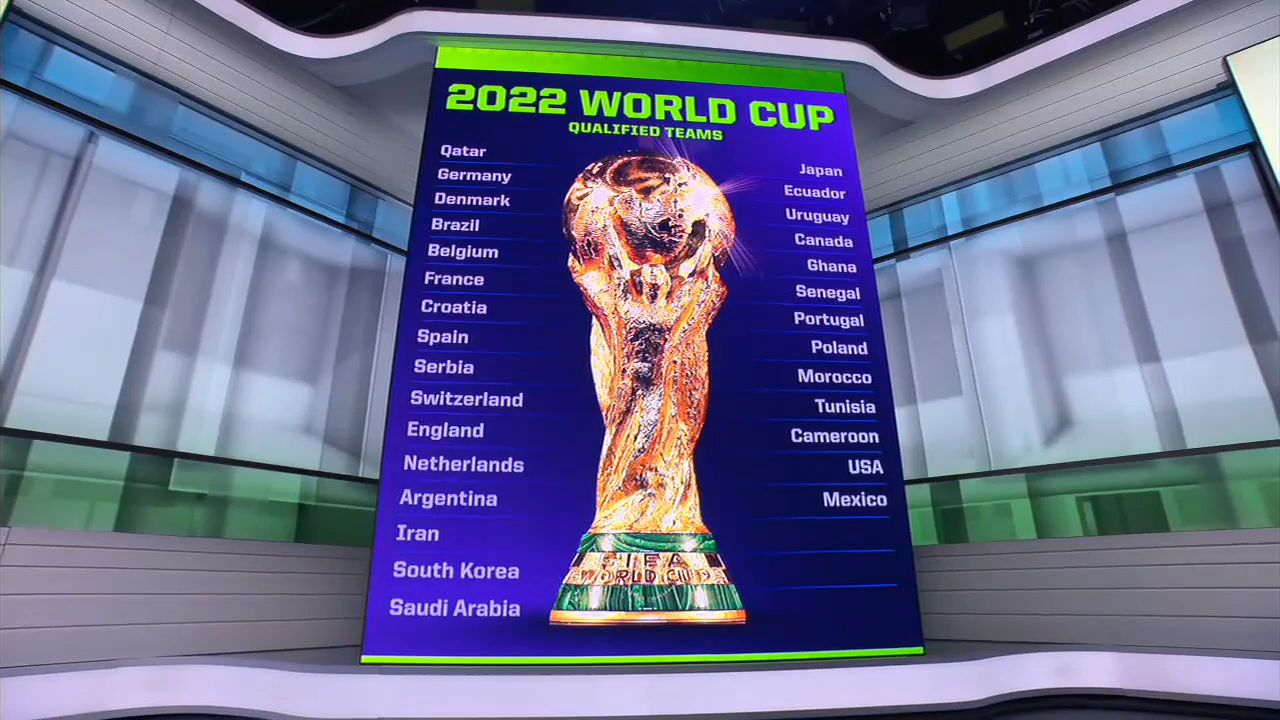 2022 WORLD CUP
QUALIFIED TEAMS
Qatar
Germany
Denmark
Brazil
Belgium
France
Croatia
Spain
Serbia
Switzerland
England
Netherlands
Argentina
Iran
South Korea
Saudi Arabia
Japan
Ecuador
Uruguay
Canada
Ghana
Senegal
Portugal
Poland
Morocco
Tunisia
Cameroon
USA
Mexico
FIFA
WORLD CUP